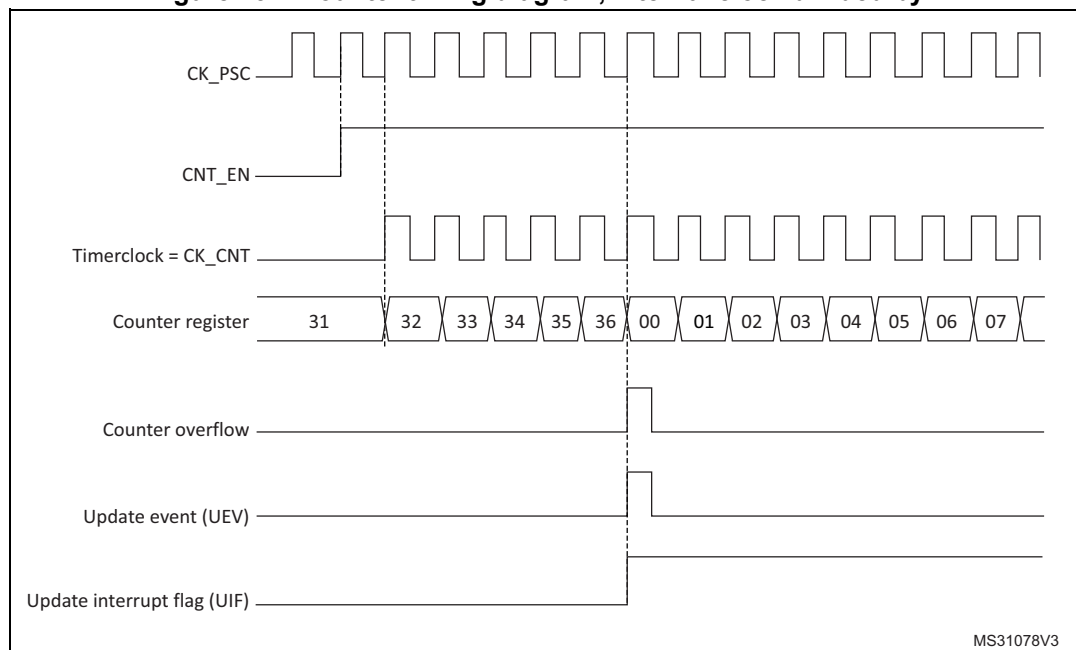 CK_PSC
CNT_EN
Timerclock = CK_CNT
Counter register 31 32 33 34 35 36 00 01 02 03 04 05 06 07
Counter overflow
Update event (UEV)
Update interrupt flag (UIF)
MS31078V3